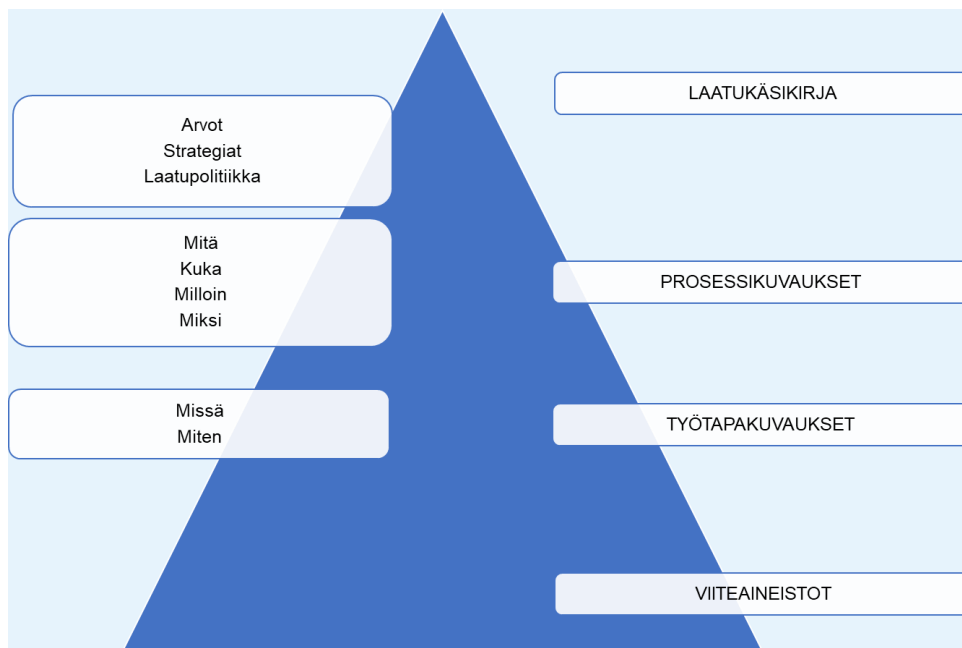 LAATUKÄSIKIRJA
Arvot
Strategiat
Laatupolitiikka
Mitä
Kuka
Milloin
Miksi
PROSESSIKUVAUKSET
Missä
Miten
TYÖTAPAKUVAUKSET
VIITEAINEISTOT